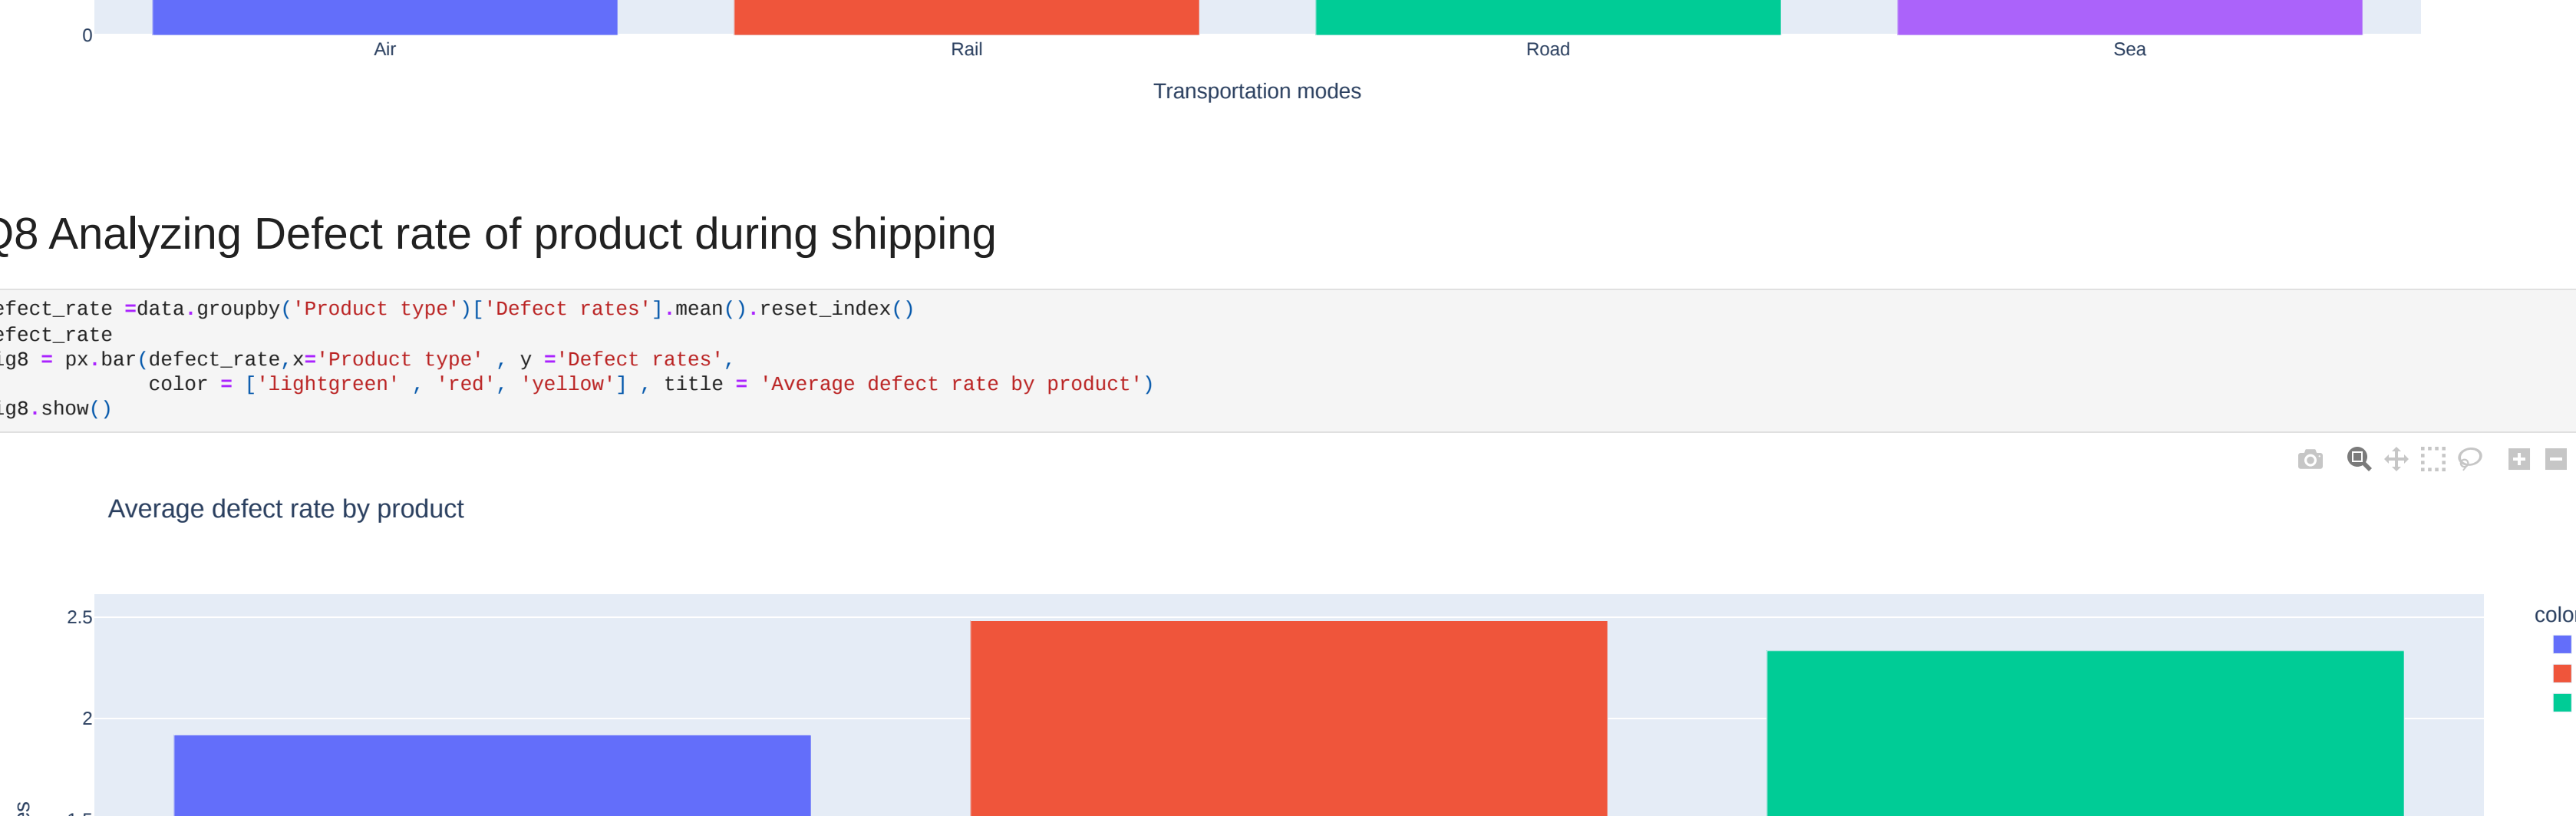 0
Air Rail Road Sea
Transportation modes
Q8 Analyzing Defect rate of product during shipping
efect_rate =data.groupby('Product type')['Defect rates'].mean().reset_index()
efect_rate
ig8 = px.bar(defect_rate,x='Product type' , y ='Defect rates',
color = ['lightgreen' , 'red', 'yellow'] , title = 'Average defect rate by product')
ig8.show()
Average defect rate by product
2.5
color
2